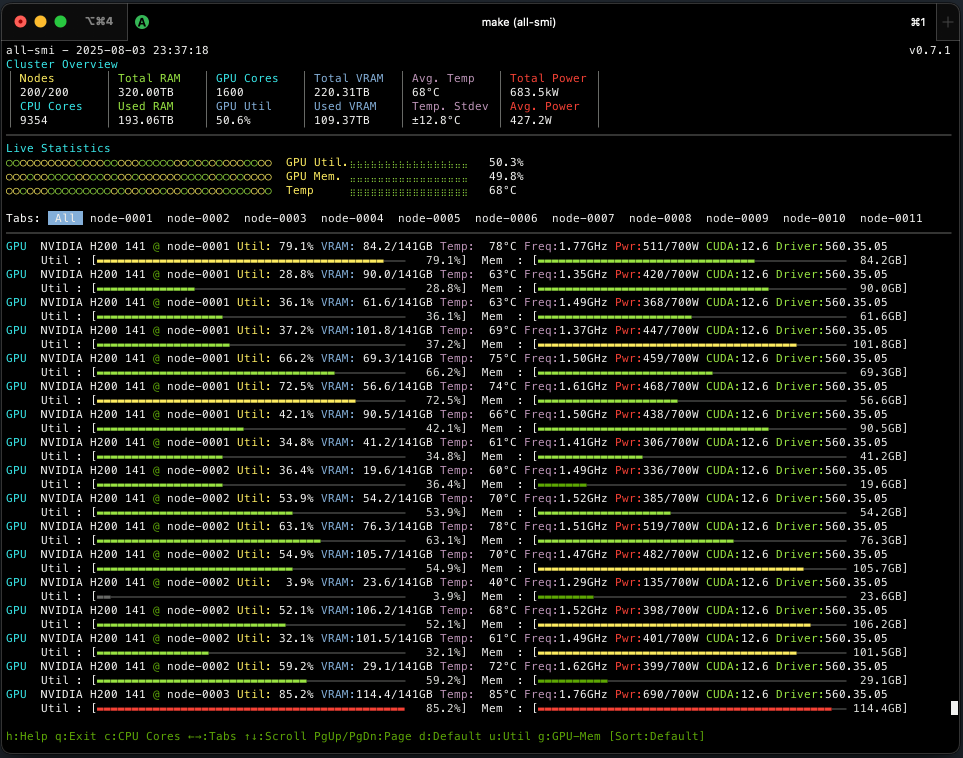 ⌥⌘4 A make (all-smi) ⌘1 +
all-smi - 2025-08-03 23:37:18 v0.7.1
Cluster Overview
Nodes Total RAM GPU Cores Total VRAM Avg. Temp Total Power
200/200 320.00TB 1600 220.31TB 68°C 683.5kW
CPU Cores Used RAM GPU Util Used VRAM Temp. Stdev Avg. Power
9354 193.06TB 50.6% 109.37TB ±12.8°C 427.2W
Live Statistics
GPU Util. 50.3%
GPU Mem. 49.8%
Temp 68°C
Tabs: All node-0001 node-0002 node-0003 node-0004 node-0005 node-0006 node-0007 node-0008 node-0009 node-0010 node-0011
GPU NVIDIA H200 141 @ node-0001 Util: 79.1% VRAM: 84.2/141GB Temp: 78°C Freq:1.77GHz Pwr:511/700W CUDA:12.6 Driver:560.35.05
Util : [ 79.1%] Mem : [ 84.2GB]
GPU NVIDIA H200 141 @ node-0001 Util: 28.8% VRAM: 90.0/141GB Temp: 63°C Freq:1.35GHz Pwr:420/700W CUDA:12.6 Driver:560.35.05
Util : [ 28.8%] Mem : [ 90.0GB]
GPU NVIDIA H200 141 @ node-0001 Util: 36.1% VRAM: 61.6/141GB Temp: 63°C Freq:1.49GHz Pwr:368/700W CUDA:12.6 Driver:560.35.05
Util : [ 36.1%] Mem : [ 61.6GB]
GPU NVIDIA H200 141 @ node-0001 Util: 37.2% VRAM:101.8/141GB Temp: 69°C Freq:1.37GHz Pwr:447/700W CUDA:12.6 Driver:560.35.05
Util : [ 37.2%] Mem : [ 101.8GB]
GPU NVIDIA H200 141 @ node-0001 Util: 66.2% VRAM: 69.3/141GB Temp: 75°C Freq:1.50GHz Pwr:459/700W CUDA:12.6 Driver:560.35.05
Util : [ 66.2%] Mem : [ 69.3GB]
GPU NVIDIA H200 141 @ node-0001 Util: 72.5% VRAM: 56.6/141GB Temp: 74°C Freq:1.61GHz Pwr:468/700W CUDA:12.6 Driver:560.35.05
Util : [ 72.5%] Mem : [ 56.6GB]
GPU NVIDIA H200 141 @ node-0001 Util: 42.1% VRAM: 90.5/141GB Temp: 66°C Freq:1.50GHz Pwr:438/700W CUDA:12.6 Driver:560.35.05
Util : [ 42.1%] Mem : [ 90.5GB]
GPU NVIDIA H200 141 @ node-0001 Util: 34.8% VRAM: 41.2/141GB Temp: 61°C Freq:1.41GHz Pwr:306/700W CUDA:12.6 Driver:560.35.05
Util : [ 34.8%] Mem : [ 41.2GB]
GPU NVIDIA H200 141 @ node-0002 Util: 36.4% VRAM: 19.6/141GB Temp: 60°C Freq:1.49GHz Pwr:336/700W CUDA:12.6 Driver:560.35.05
Util : [ 36.4%] Mem : [ 19.6GB]
GPU NVIDIA H200 141 @ node-0002 Util: 53.9% VRAM: 54.2/141GB Temp: 70°C Freq:1.52GHz Pwr:385/700W CUDA:12.6 Driver:560.35.05
Util : [ 53.9%] Mem : [ 54.2GB]
GPU NVIDIA H200 141 @ node-0002 Util: 63.1% VRAM: 76.3/141GB Temp: 78°C Freq:1.51GHz Pwr:519/700W CUDA:12.6 Driver:560.35.05
Util : [ 63.1%] Mem : [ 76.3GB]
GPU NVIDIA H200 141 @ node-0002 Util: 54.9% VRAM:105.7/141GB Temp: 70°C Freq:1.47GHz Pwr:482/700W CUDA:12.6 Driver:560.35.05
Util : [ 54.9%] Mem : [ 105.7GB]
GPU NVIDIA H200 141 @ node-0002 Util: 3.9% VRAM: 23.6/141GB Temp: 40°C Freq:1.29GHz Pwr:135/700W CUDA:12.6 Driver:560.35.05
Util : [ 3.9%] Mem : [ 23.6GB]
GPU NVIDIA H200 141 @ node-0002 Util: 52.1% VRAM:106.2/141GB Temp: 68°C Freq:1.52GHz Pwr:398/700W CUDA:12.6 Driver:560.35.05
Util : [ 52.1%] Mem : [ 106.2GB]
GPU NVIDIA H200 141 @ node-0002 Util: 32.1% VRAM:101.5/141GB Temp: 61°C Freq:1.49GHz Pwr:401/700W CUDA:12.6 Driver:560.35.05
Util : [ 32.1%] Mem : [ 101.5GB]
GPU NVIDIA H200 141 @ node-0002 Util: 59.2% VRAM: 29.1/141GB Temp: 72°C Freq:1.62GHz Pwr:399/700W CUDA:12.6 Driver:560.35.05
Util : [ 59.2%] Mem : [ 29.1GB]
GPU NVIDIA H200 141 @ node-0003 Util: 85.2% VRAM:114.4/141GB Temp: 85°C Freq:1.76GHz Pwr:690/700W CUDA:12.6 Driver:560.35.05
Util : [ 85.2%] Mem : [ 114.4GB]
h:Help q:Exit c:CPU Cores ←→:Tabs ↑↓:Scroll PgUp/PgDn:Page d:Default u:Util g:GPU-Mem [Sort:Default]